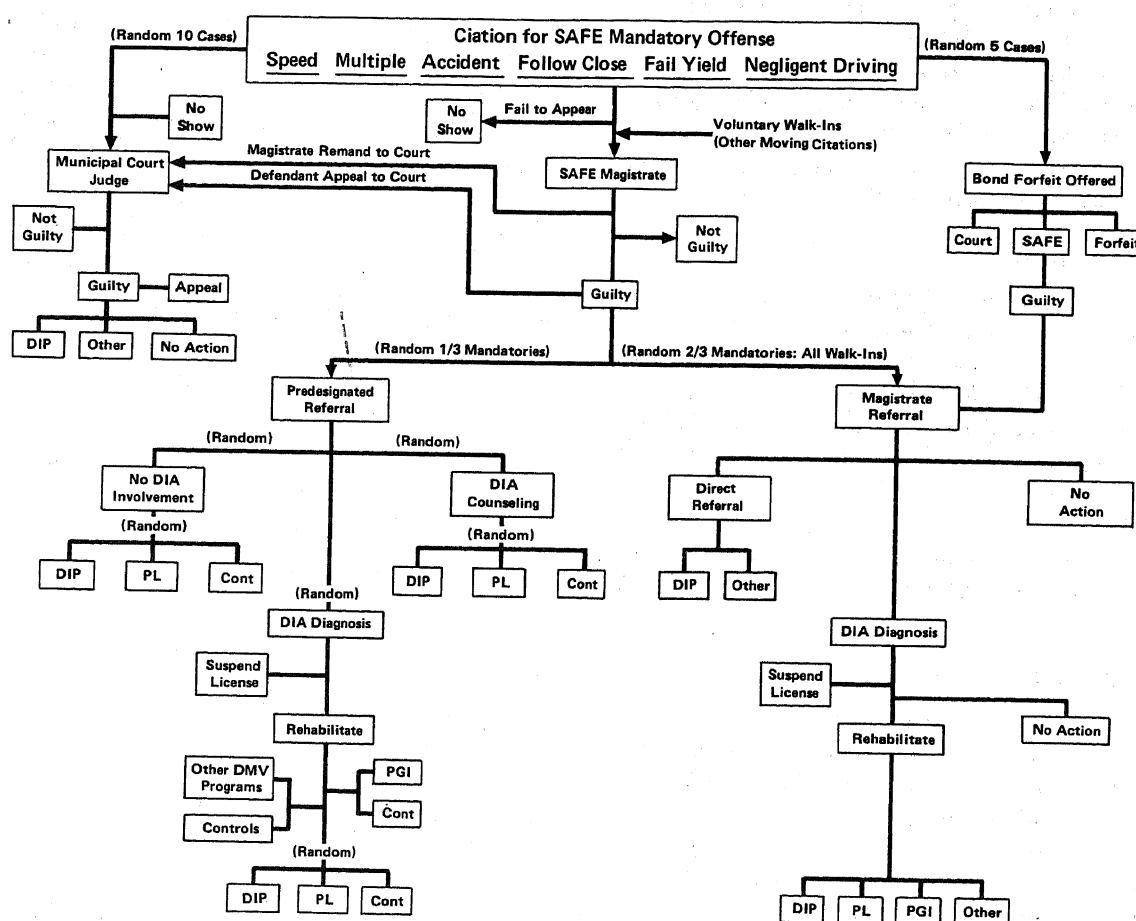 Ciation for SAFE Mandatory Offense
Speed Multiple Accident Follow Close Fail Yield Negligent Driving
(Random 10 Cases)
(Random 5 Cases)
No
Show
No
Show
Fail to Appear
Voluntary Walk-Ins
(Other Moving Citations)
Municipal Court
Judge
Magistrate Remand to Court
Defendant Appeal to Court
SAFE Magistrate
Bond Forfeit Offered
Not
Guilty
Not
Guilty
Court
SAFE
Forfeit
Guilty
Appeal
Guilty
Guilty
DIP
Other
No Action
(Random 1/3 Mandatories)
(Random 2/3 Mandatories: All Walk-Ins)
Predesignated
Referral
Magistrate
Referral
(Random)
(Random)
No DIA
Involvement
DIA
Counseling
Direct
Referral
No
Action
(Random)
(Random)
DIP
PL
Cont
DIP
PL
Cont
DIP
Other
(Random)
DIA Diagnosis
DIA Diagnosis
Suspend
License
Suspend
License
Rehabilitate
Rehabilitate
No Action
Other DMV
Programs
PGI
Controls
Cont
(Random)
DIP
PL
Cont
DIP
PL
PGI
Other